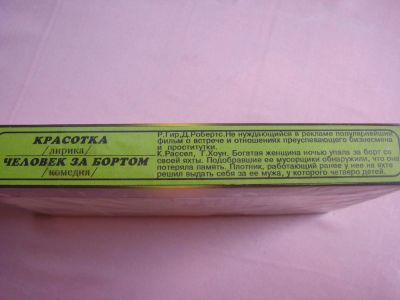 КРАСОТКА
/лирика/
ЧЕЛОВЕК ЗА БОРТОМ
/комедия/
Р.Гир,Д.Робертс.Не нуждающийся в рекламе популярнейший
фильм о встрече и отношениях преуспевающего бизнесмена
и проститутки.
К.Рассел, Г.Хоун. Богатая женщина ночью упала за борт со
своей яхты. Подобравшие ее мусорщики обнаружили, что она
потеряла память. Плотник, работающий ранее у нее на яхте
решил выдать себя за ее мужа, у которого четверо детей.